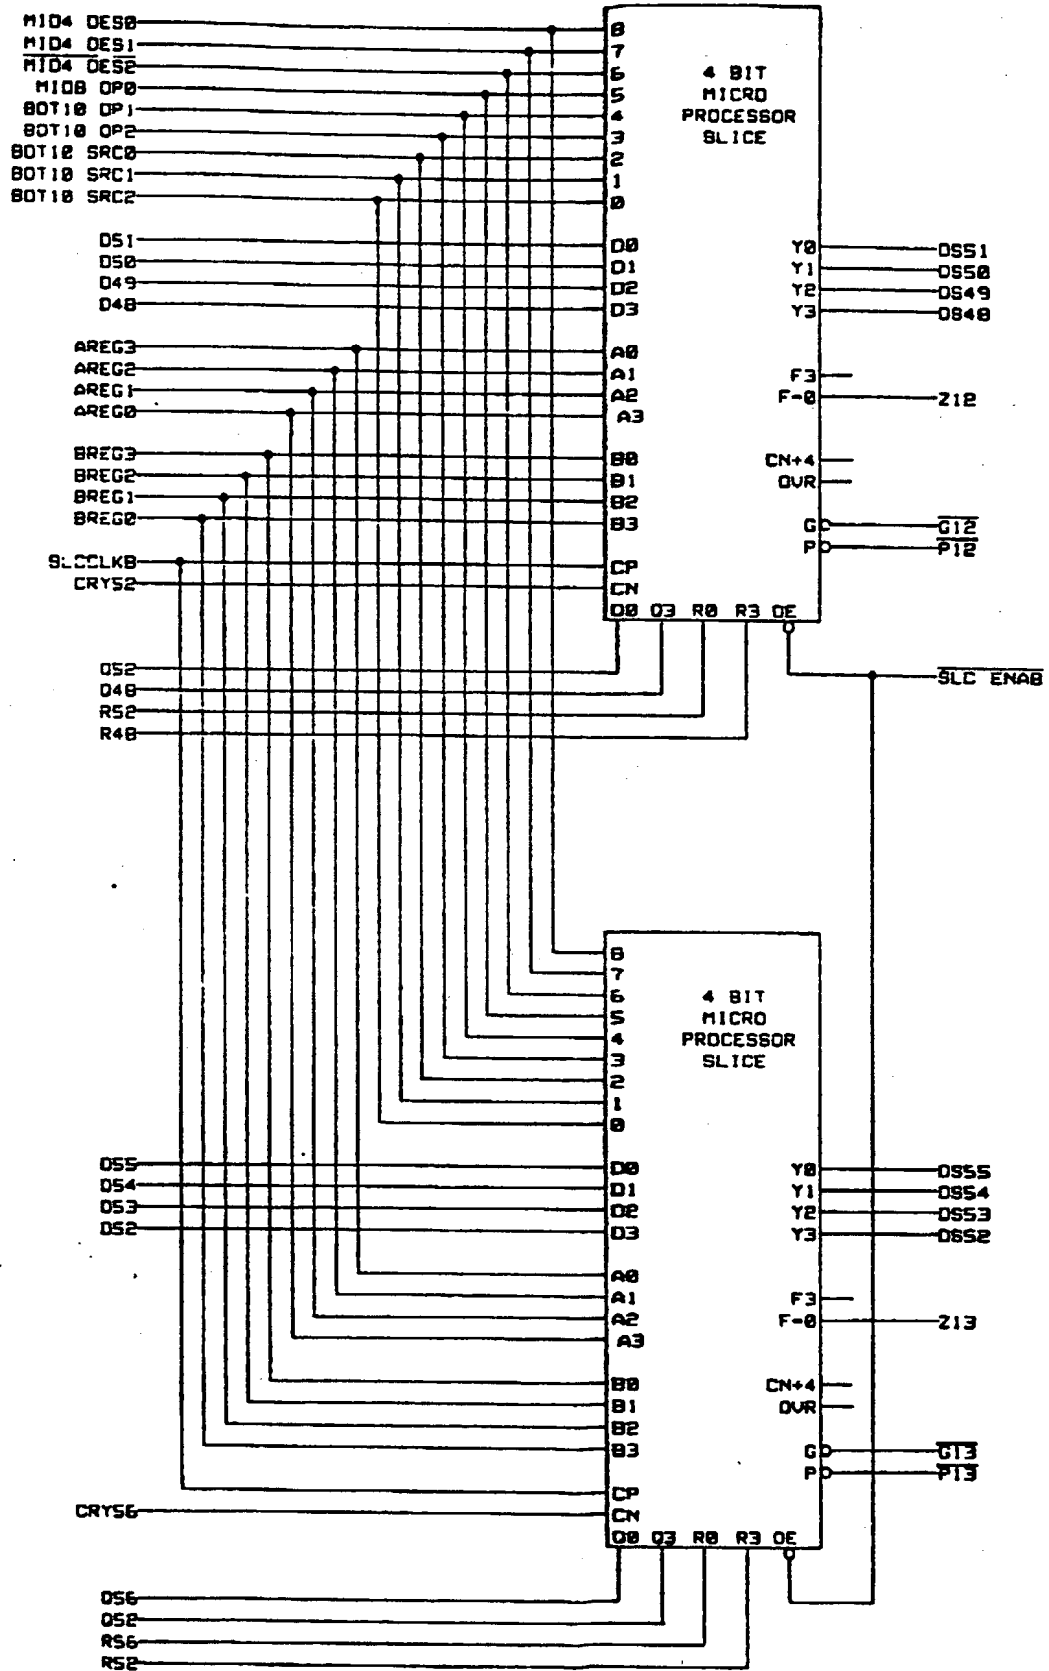 MID4 DES0
MID4 DES1
MID4 DES2
MID8 OP0
BOT10 OP1
BOT10 OP2
BOT10 SRC0
BOT10 SRC1
BOT10 SRC2
8
7
6
5
4
3
2
1
0
4 BIT
MICRO
PROCESSOR
SLICE
D51
D50
D49
D48
D0
D1
D2
D3
Y0
Y1
Y2
Y3
DS51
DS50
DS49
DS48
AREG3
AREG2
AREG1
AREG0
A0
A1
A2
A3
F3
F=0
Z12
BREG3
BREG2
BREG1
BREG0
B0
B1
B2
B3
CN+4
OVR
G
P
G12
P12
SLCCLKB
CRY52
CP
CN
Q0 Q3 R0 R3 OE
Q52
Q48
R52
R48
SLC ENAB
8
7
6
5
4
3
2
1
0
4 BIT
MICRO
PROCESSOR
SLICE
D55
D54
D53
D52
D0
D1
D2
D3
Y0
Y1
Y2
Y3
DS55
DS54
DS53
DS52
A0
A1
A2
A3
F3
F=0
Z13
B0
B1
B2
B3
CN+4
OVR
G
P
G13
P13
CRY56
CP
CN
Q0 Q3 R0 R3 OE
Q56
Q52
R56
R52